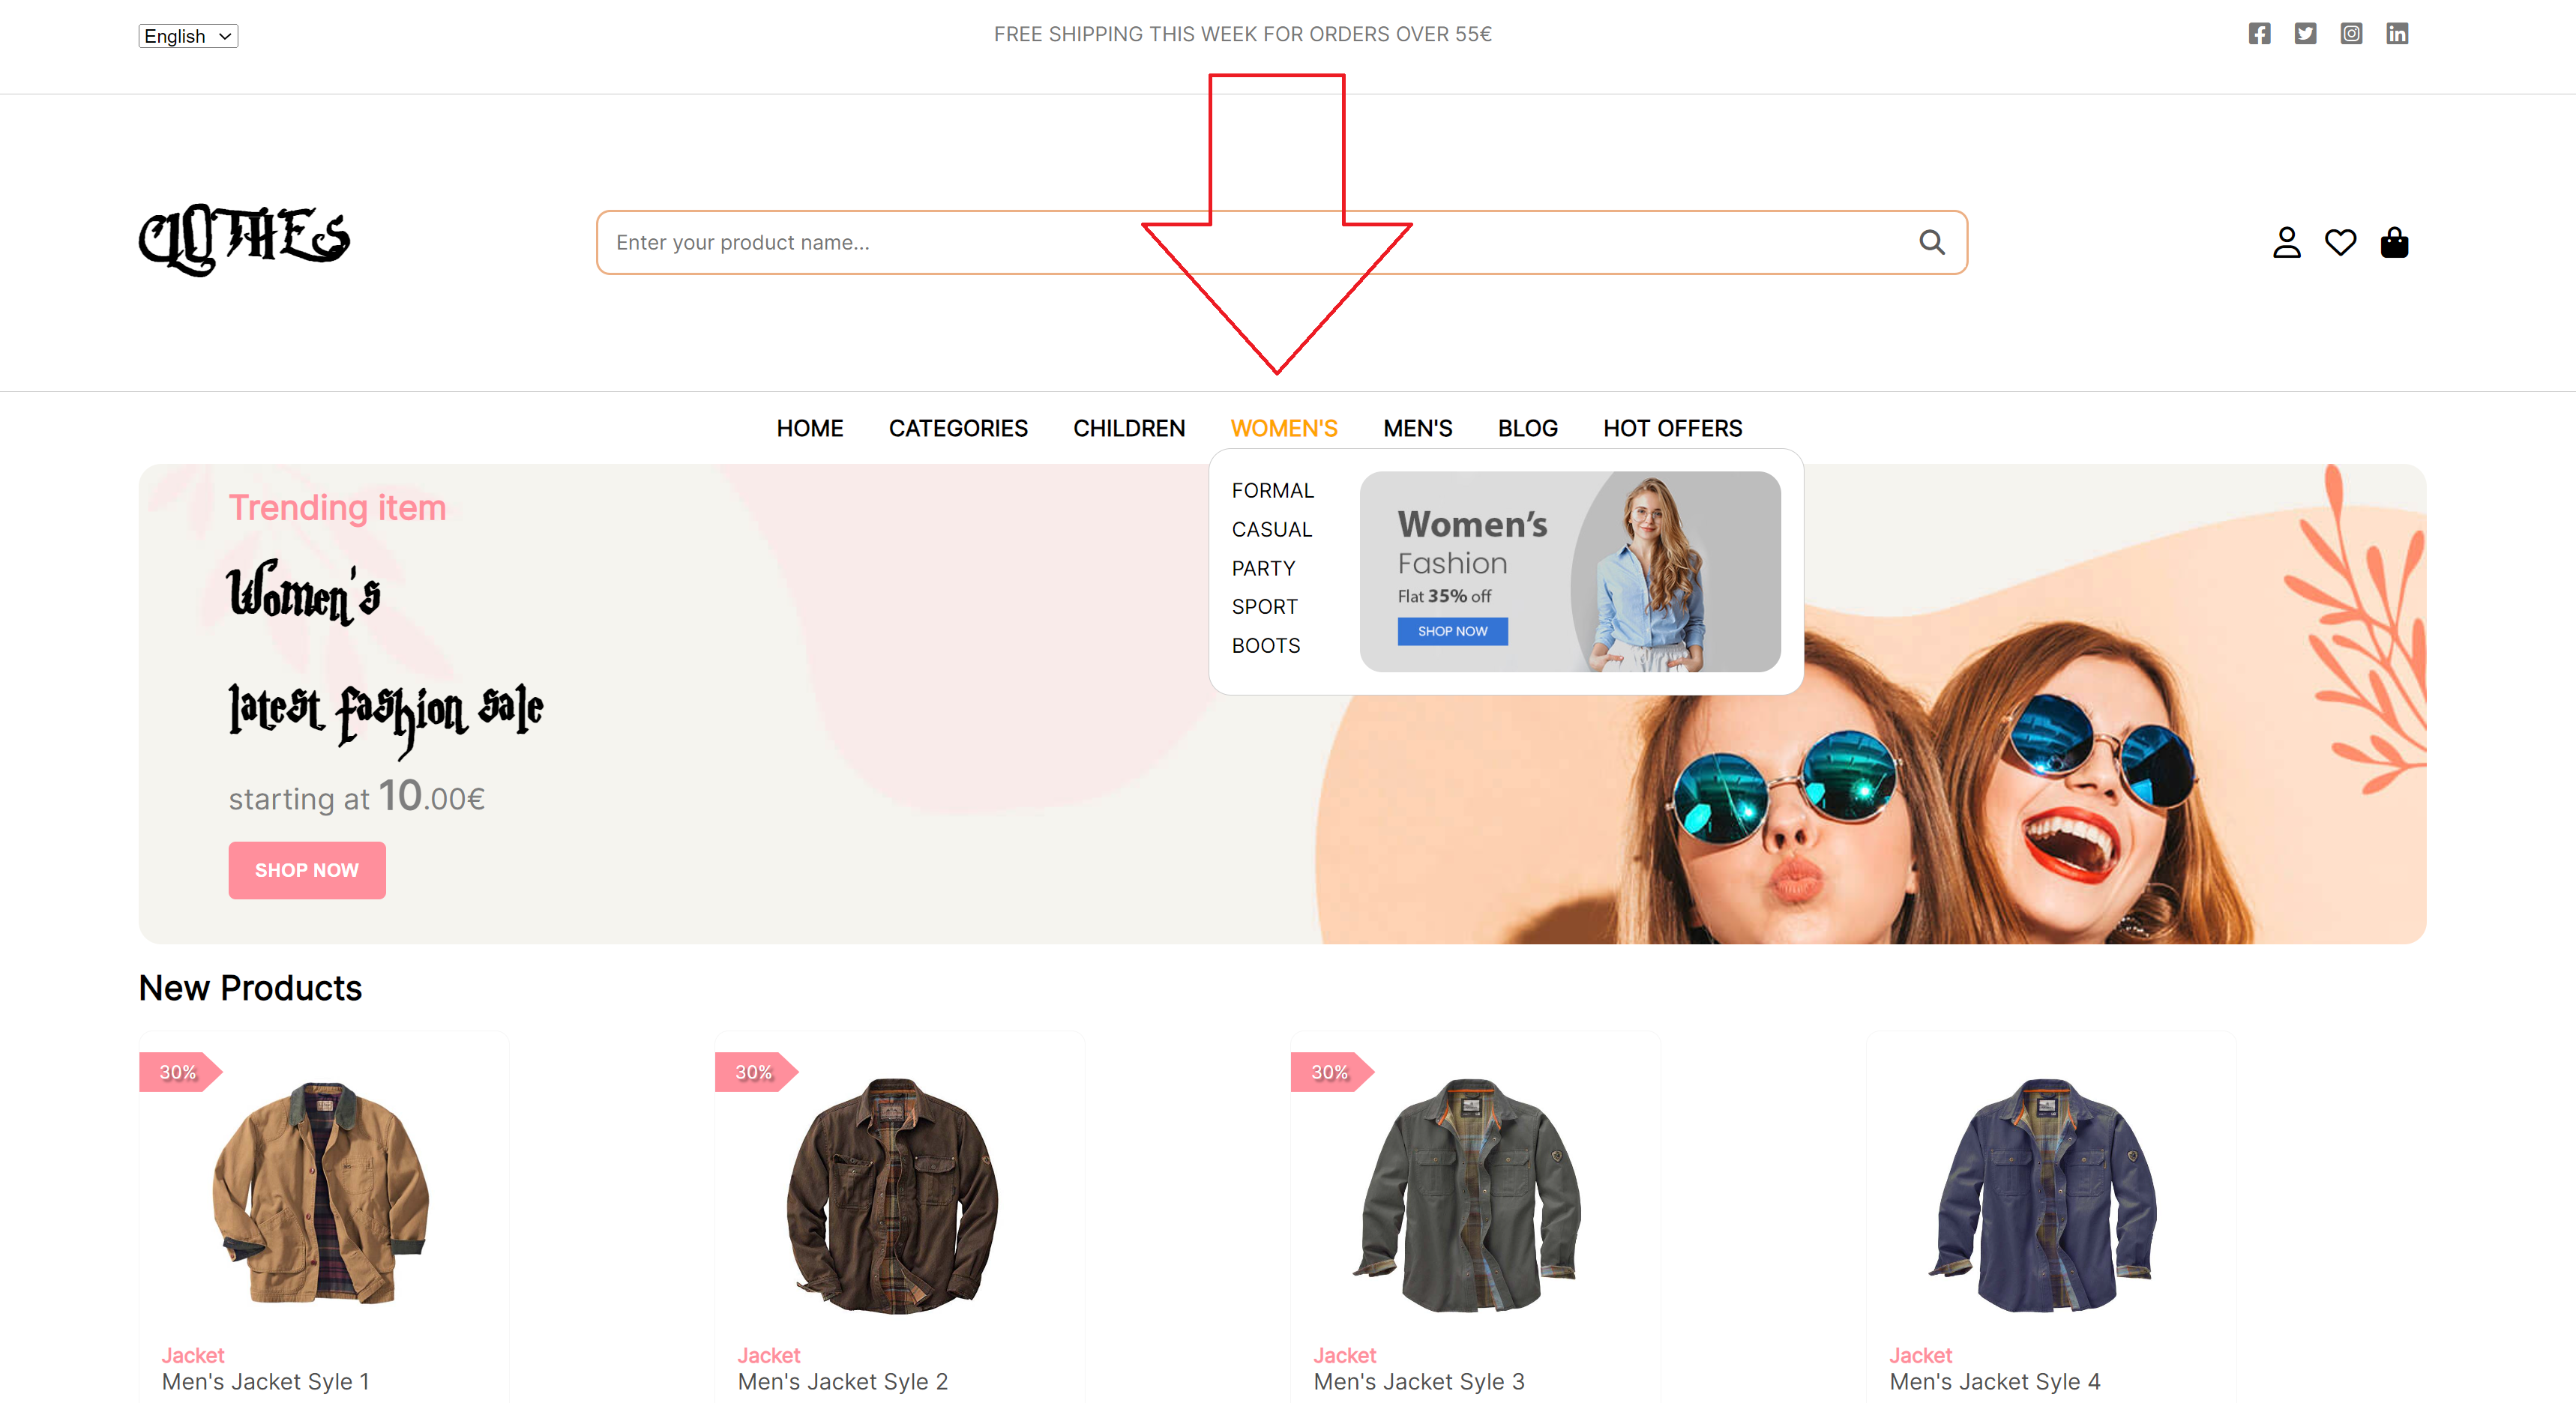 English
FREE SHIPPING THIS WEEK FOR ORDERS OVER 55€
CLOTHES
Enter your product name...
HOME CATEGORIES CHILDREN WOMEN'S MEN'S BLOG HOT OFFERS
FORMAL
CASUAL
PARTY
SPORT
BOOTS
Women's
Fashion
Flat 35% off
SHOP NOW
Trending item
Women's
latest fashion sale
starting at 10.00€
SHOP NOW
New Products
30%
Jacket
Men's Jacket Syle 1
30%
Jacket
Men's Jacket Syle 2
30%
Jacket
Men's Jacket Syle 3
Jacket
Men's Jacket Syle 4